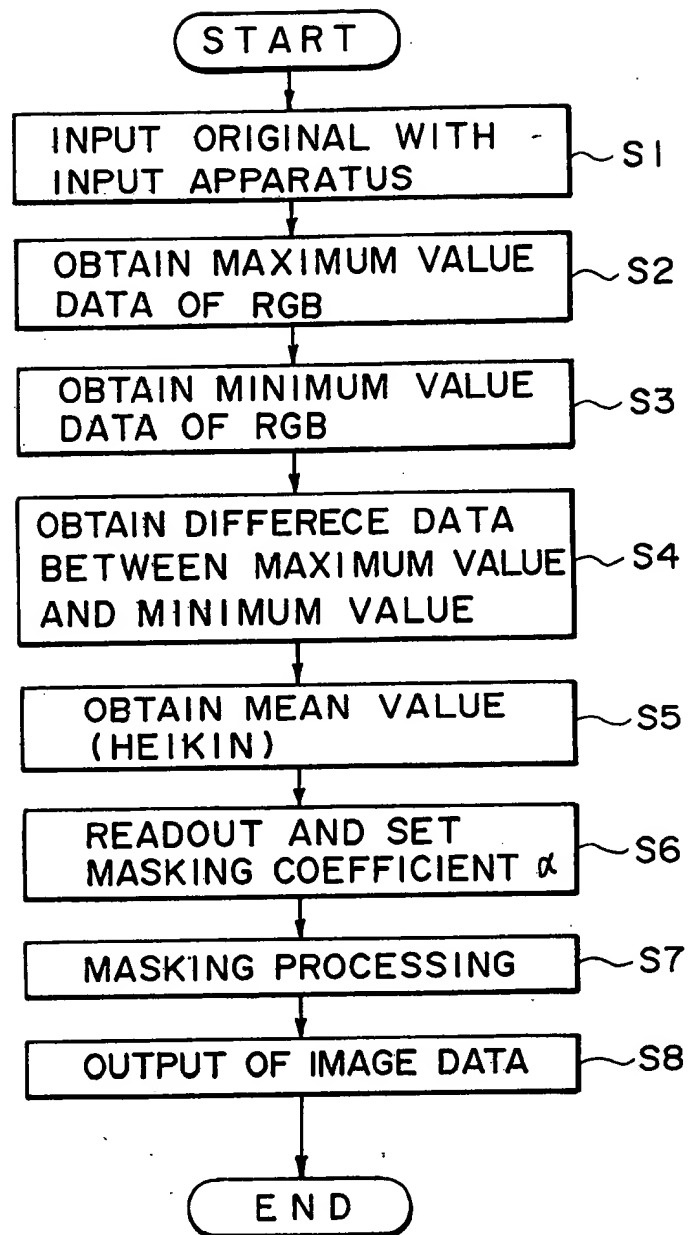 START
INPUT ORIGINAL WITH
INPUT APPARATUS
S1
OBTAIN MAXIMUM VALUE
DATA OF RGB
S2
OBTAIN MINIMUM VALUE
DATA OF RGB
S3
OBTAIN DIFFERECE DATA
BETWEEN MAXIMUM VALUE
AND MINIMUM VALUE
S4
OBTAIN MEAN VALUE
(HEIKIN)
S5
READOUT AND SET
MASKING COEFFICIENT α
S6
MASKING PROCESSING
S7
OUTPUT OF IMAGE DATA
S8
END